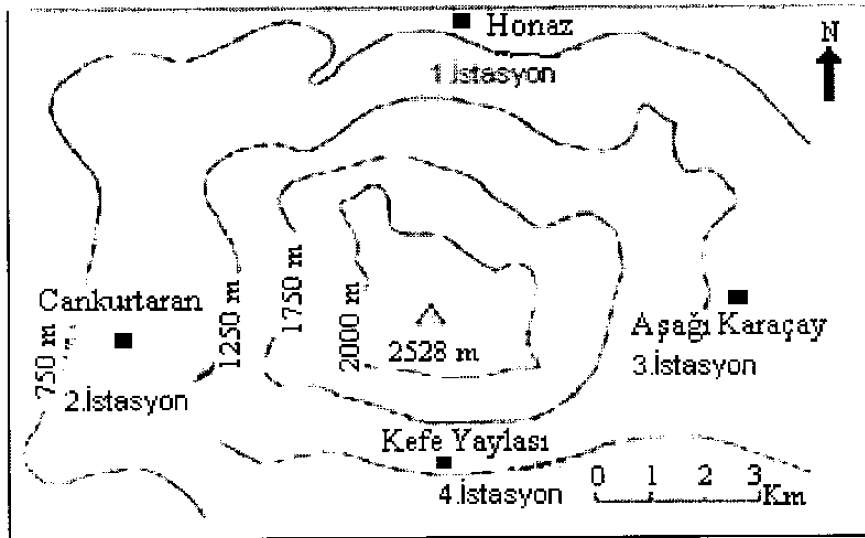 Honaz
N
1.İstasyon
Cankurtaran
750 m
1250 m
1750 m
2000 m
2528 m
2.İstasyon
Aşağı Karaçay
3.İstasyon
Kefe Yaylası
4.İstasyon
0 1 2 3
Km